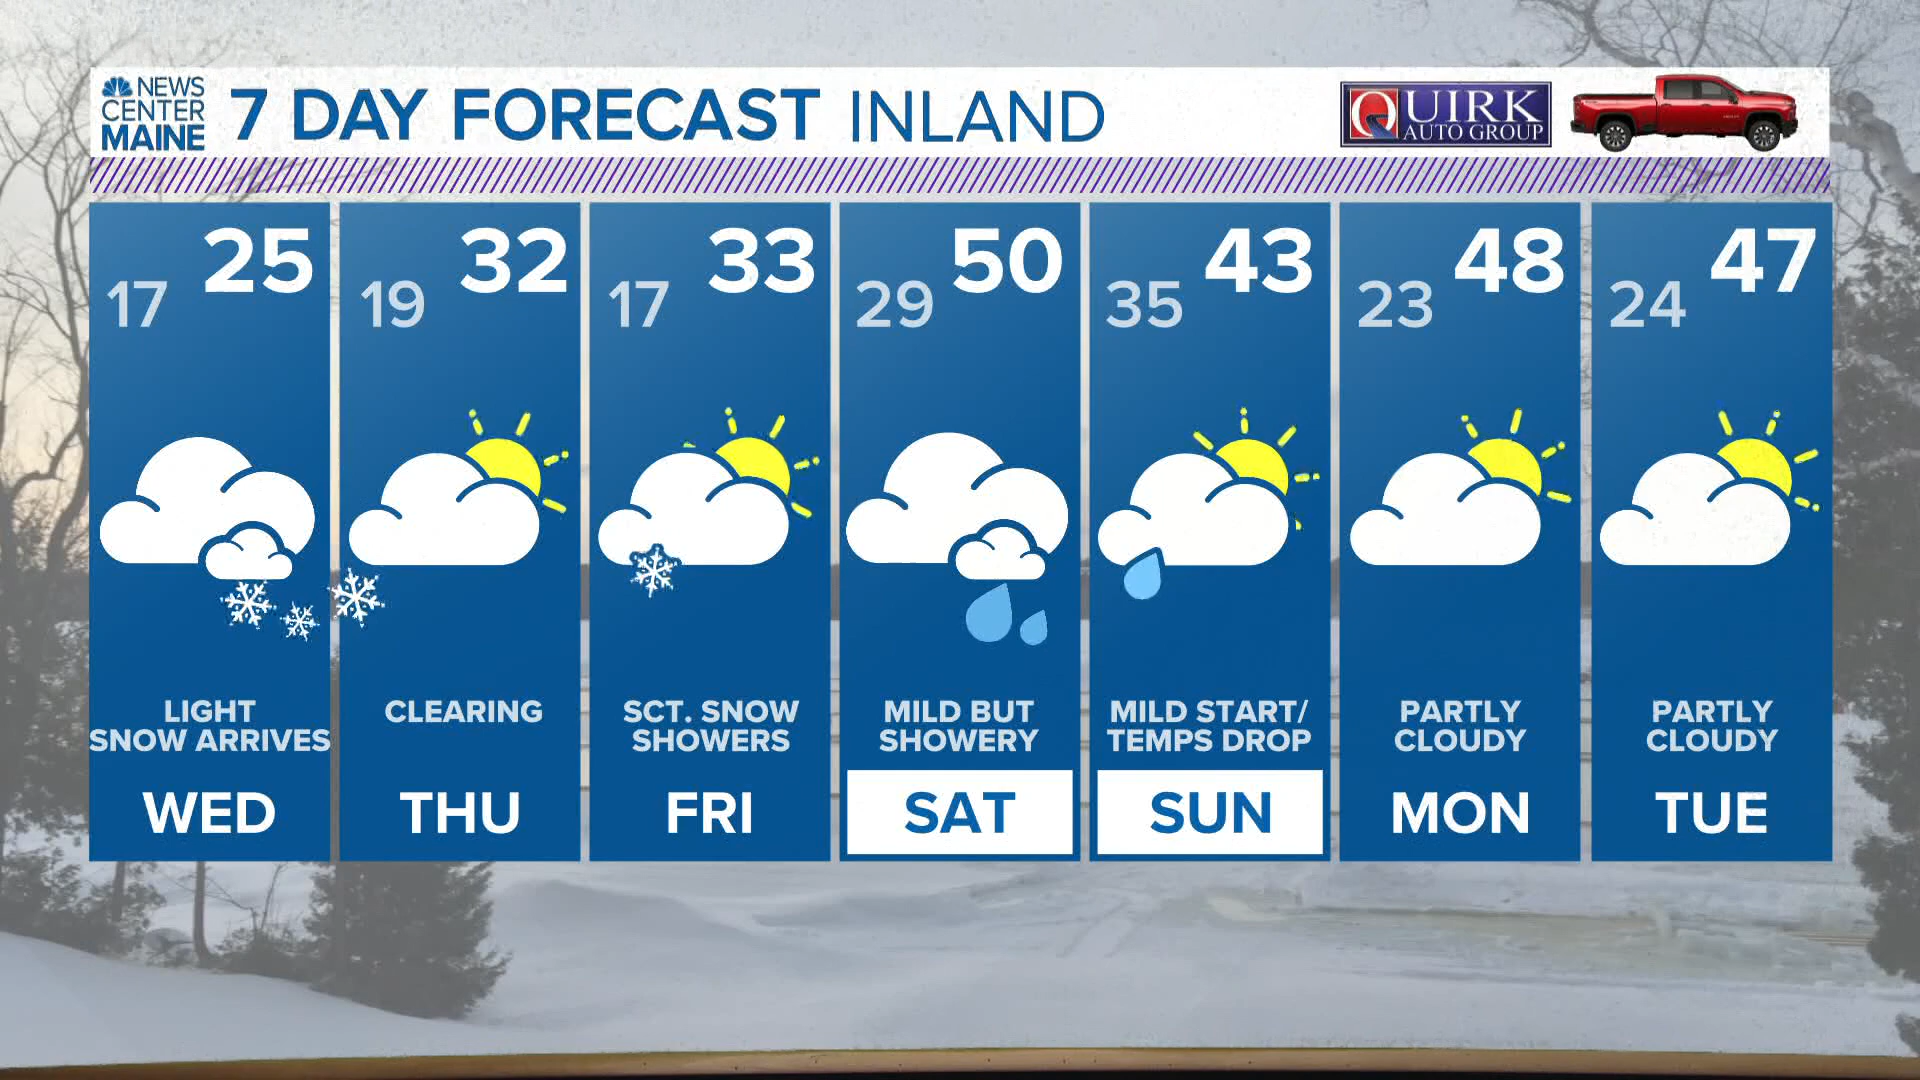 NEWS
CENTER
MAINE
7 DAY FORECAST INLAND
QUIRK
AUTO GROUP
17 25
LIGHT
SNOW ARRIVES
WED
19 32
CLEARING
THU
17 33
SCT. SNOW
SHOWERS
FRI
29 50
MILD BUT
SHOWERY
SAT
35 43
MILD START/
TEMPS DROP
SUN
23 48
PARTLY
CLOUDY
MON
24 47
PARTLY
CLOUDY
TUE